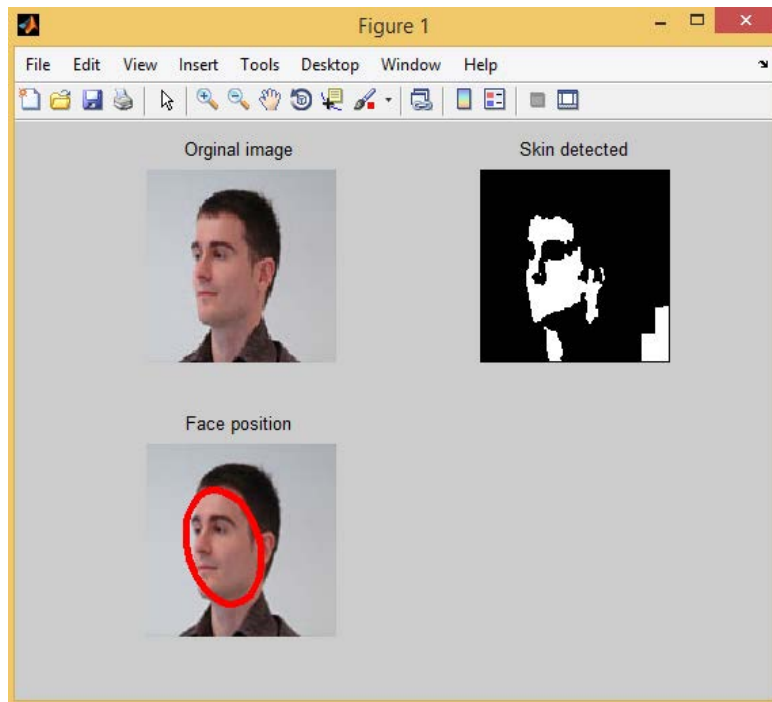 Figure 1
File Edit View Insert Tools Desktop Window Help
Orginal image
Skin detected
Face position